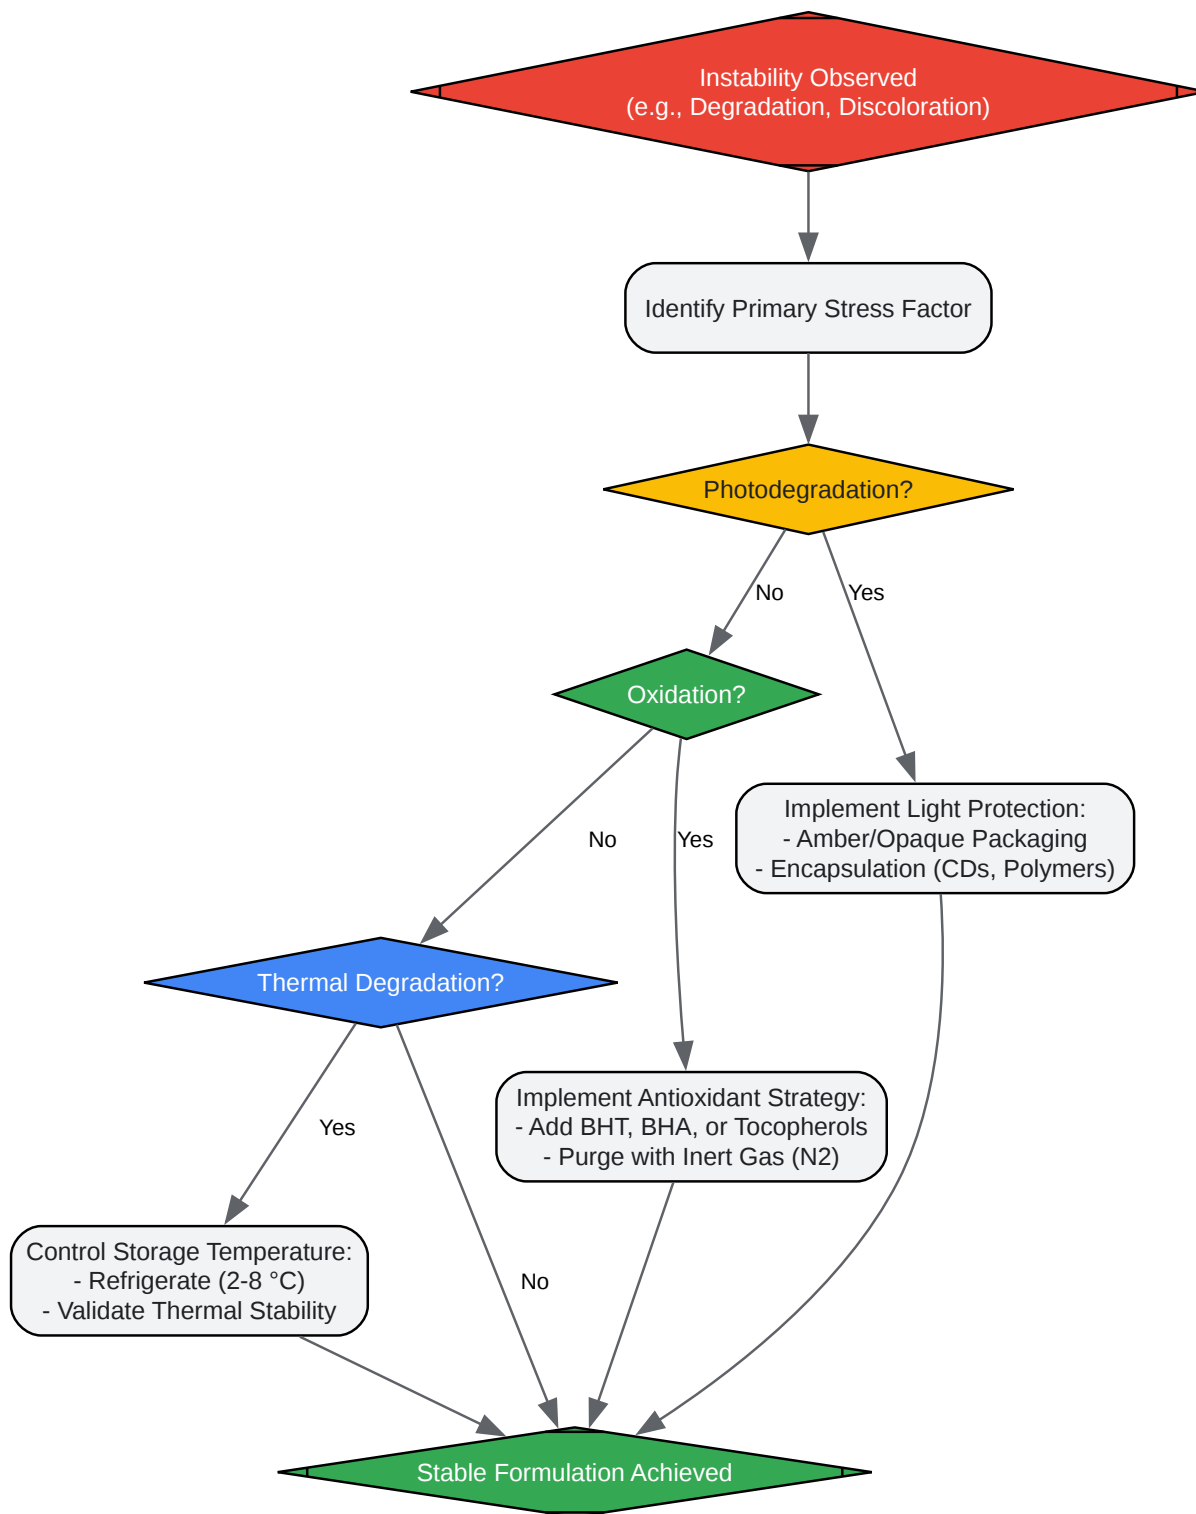 Instability Observed
(e.g., Degradation, Discoloration)
Identify Primary Stress Factor
Photodegradation?
No
Yes
Oxidation?
Implement Light Protection:
- Amber/Opaque Packaging
- Encapsulation (CDs, Polymers)
No
Yes
Thermal Degradation?
Implement Antioxidant Strategy:
- Add BHT, BHA, or Tocopherols
- Purge with Inert Gas (N2)
Yes
Control Storage Temperature:
- Refrigerate (2-8 °C)
- Validate Thermal Stability
No
Stable Formulation Achieved